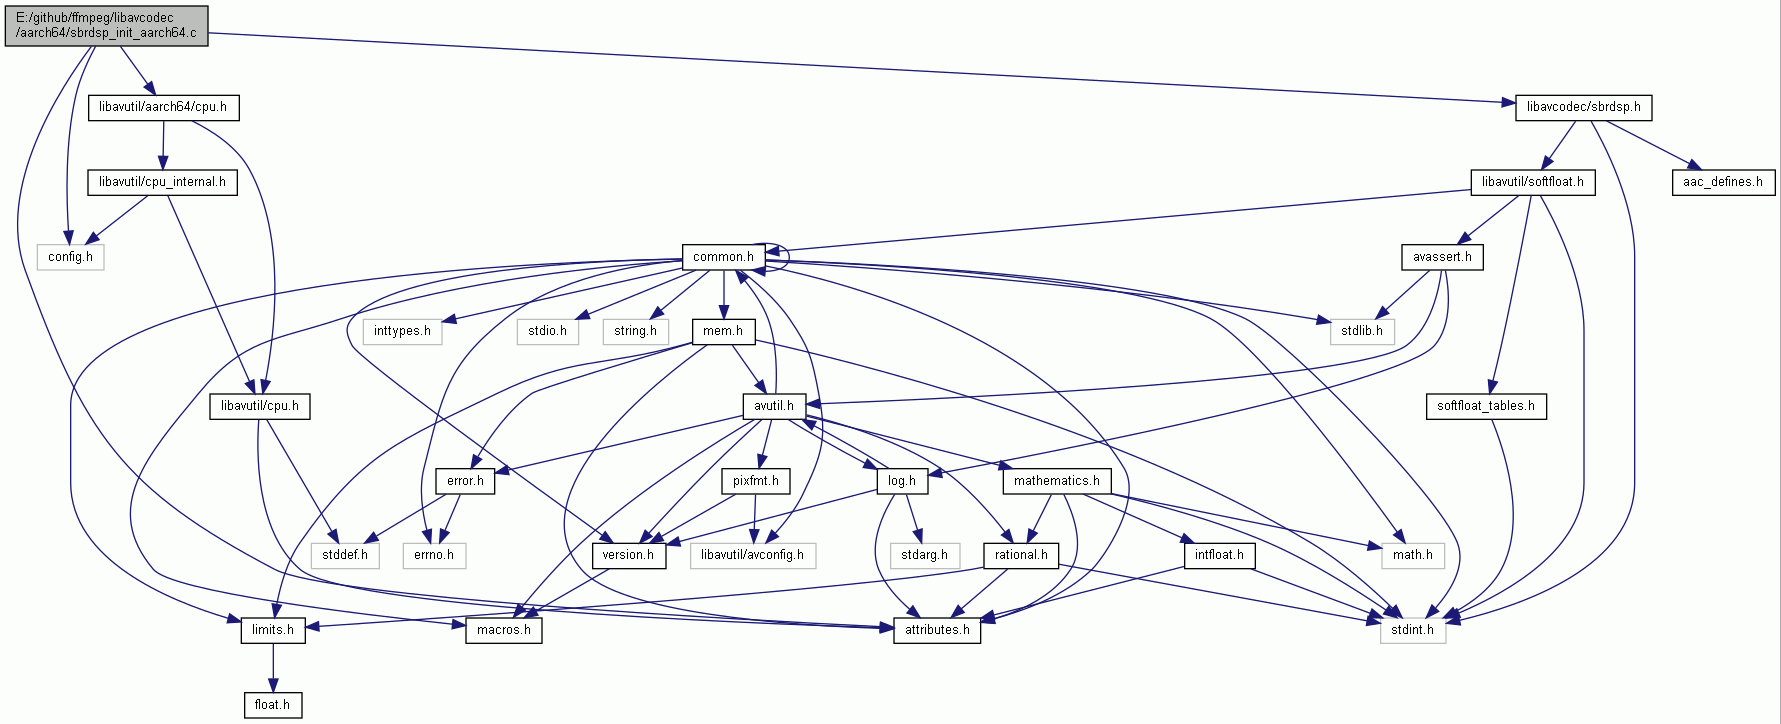 E:/github/ffmpeg/libavcodec
/aarch64/sbrdsp_init_aarch64.c
libavutil/aarch64/cpu.h
libavcodec/sbrdsp.h
libavutil/cpu_internal.h
libavutil/softfloat.h
aac_defines.h
config.h
common.h
avassert.h
inttypes.h
stdio.h
string.h
mem.h
stdlib.h
libavutil/cpu.h
avutil.h
softfloat_tables.h
error.h
pixfmt.h
log.h
mathematics.h
stddef.h
errno.h
version.h
libavutil/avconfig.h
stdarg.h
rational.h
intfloat.h
math.h
limits.h
macros.h
attributes.h
stdint.h
float.h